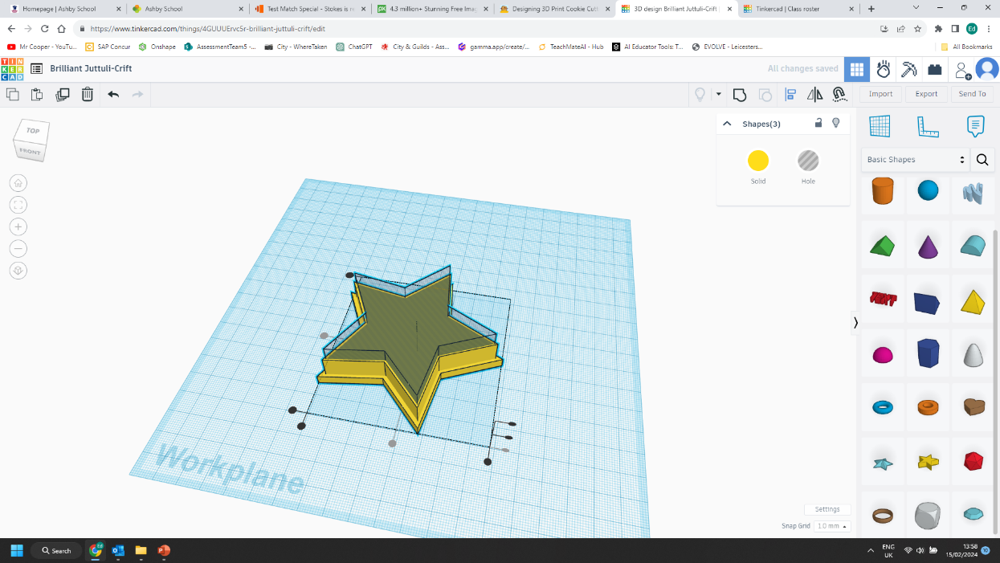 Homepage | Ashby School
Ashby School
Test Match Special - Stokes is re
4.3 million+ Stunning Free Imag
Designing 3D Print Cookie Cutt
3D design Brilliant Juttuli-Crift |
Tinkercad | Class roster
https://www.tinkercad.com/things/4GUUUErvc5r-brilliant-juttuli-crift/edit
Ed
Mr Cooper - YouTu...
SAP Concur
Onshape
AssessmentTeam5 -...
City - WhereTaken
ChatGPT
City & Guilds - Ass...
gamma.app/create/...
TeachMateAI - Hub
AI Educator Tools: T...
EVOLVE - Leicesters...
All Bookmarks
TIN
KER
CAD
Brilliant Juttuli-Crift
All changes saved
Import
Export
Send To
TOP
FRONT
Shapes(3)
Solid
Hole
Basic Shapes
TEXT
Workplane
Settings
Snap Grid
1.0 mm
Search
ENG
UK
13:58
15/02/2024